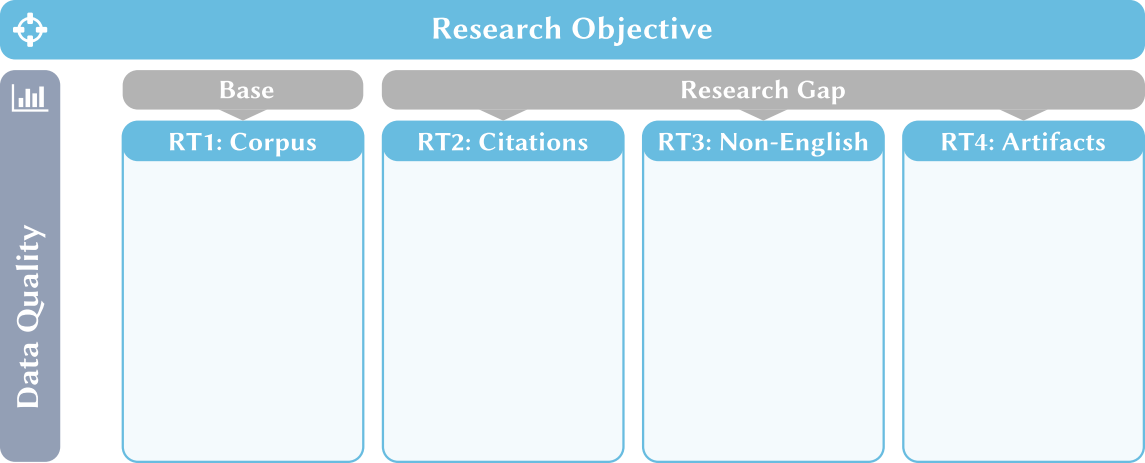 Research Objective
Data Quality
Base
Research Gap
RT1: Corpus
RT2: Citations
RT3: Non-English
RT4: Artifacts